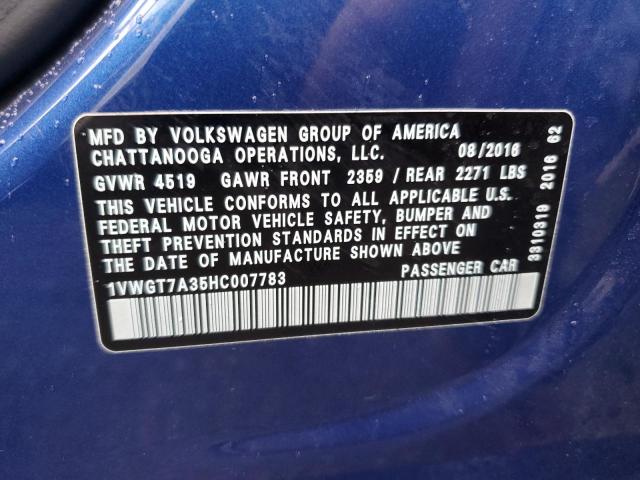 MFD BY VOLKSWAGEN GROUP OF AMERICA
CHATTANOOGA OPERATIONS, LLC. 08/2016
GVWR 4519 GAWR FRONT 2359 / REAR 2271 LBS
THIS VEHICLE CONFORMS TO ALL APPLICABLE U.S.
FEDERAL MOTOR VEHICLE SAFETY, BUMPER AND
THEFT PREVENTION STANDARDS IN EFFECT ON
THE DATE OF MANUFACTURE SHOWN ABOVE
1VWGT7A35HC007783 PASSENGER CAR
3310319 2016 62